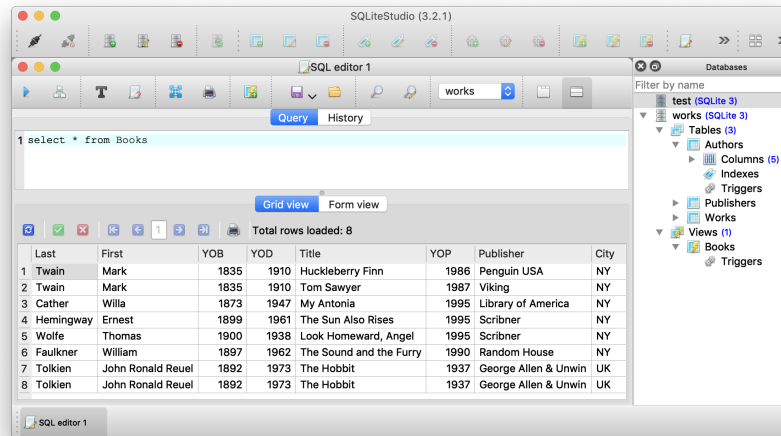 SQLiteStudio (3.2.1)
SQL editor 1
Databases
works
Filter by name
Query History
1 select * from Books
test (SQLite 3)
works (SQLite 3)
Tables (3)
Authors
Columns (5)
Indexes
Triggers
Publishers
Works
Views (1)
Books
Triggers
Grid view Form view
1 Total rows loaded: 8
Last First YOB YOD Title YOP Publisher City
1 Twain Mark 1835 1910 Huckleberry Finn 1986 Penguin USA NY
2 Twain Mark 1835 1910 Tom Sawyer 1987 Viking NY
3 Cather Willa 1873 1947 My Antonia 1995 Library of America NY
4 Hemingway Ernest 1899 1961 The Sun Also Rises 1995 Scribner NY
5 Wolfe Thomas 1900 1938 Look Homeward, Angel 1995 Scribner NY
6 Faulkner William 1897 1962 The Sound and the Furry 1990 Random House NY
7 Tolkien John Ronald Reuel 1892 1973 The Hobbit 1937 George Allen & Unwin UK
8 Tolkien John Ronald Reuel 1892 1973 The Hobbit 1937 George Allen & Unwin UK
SQL editor 1